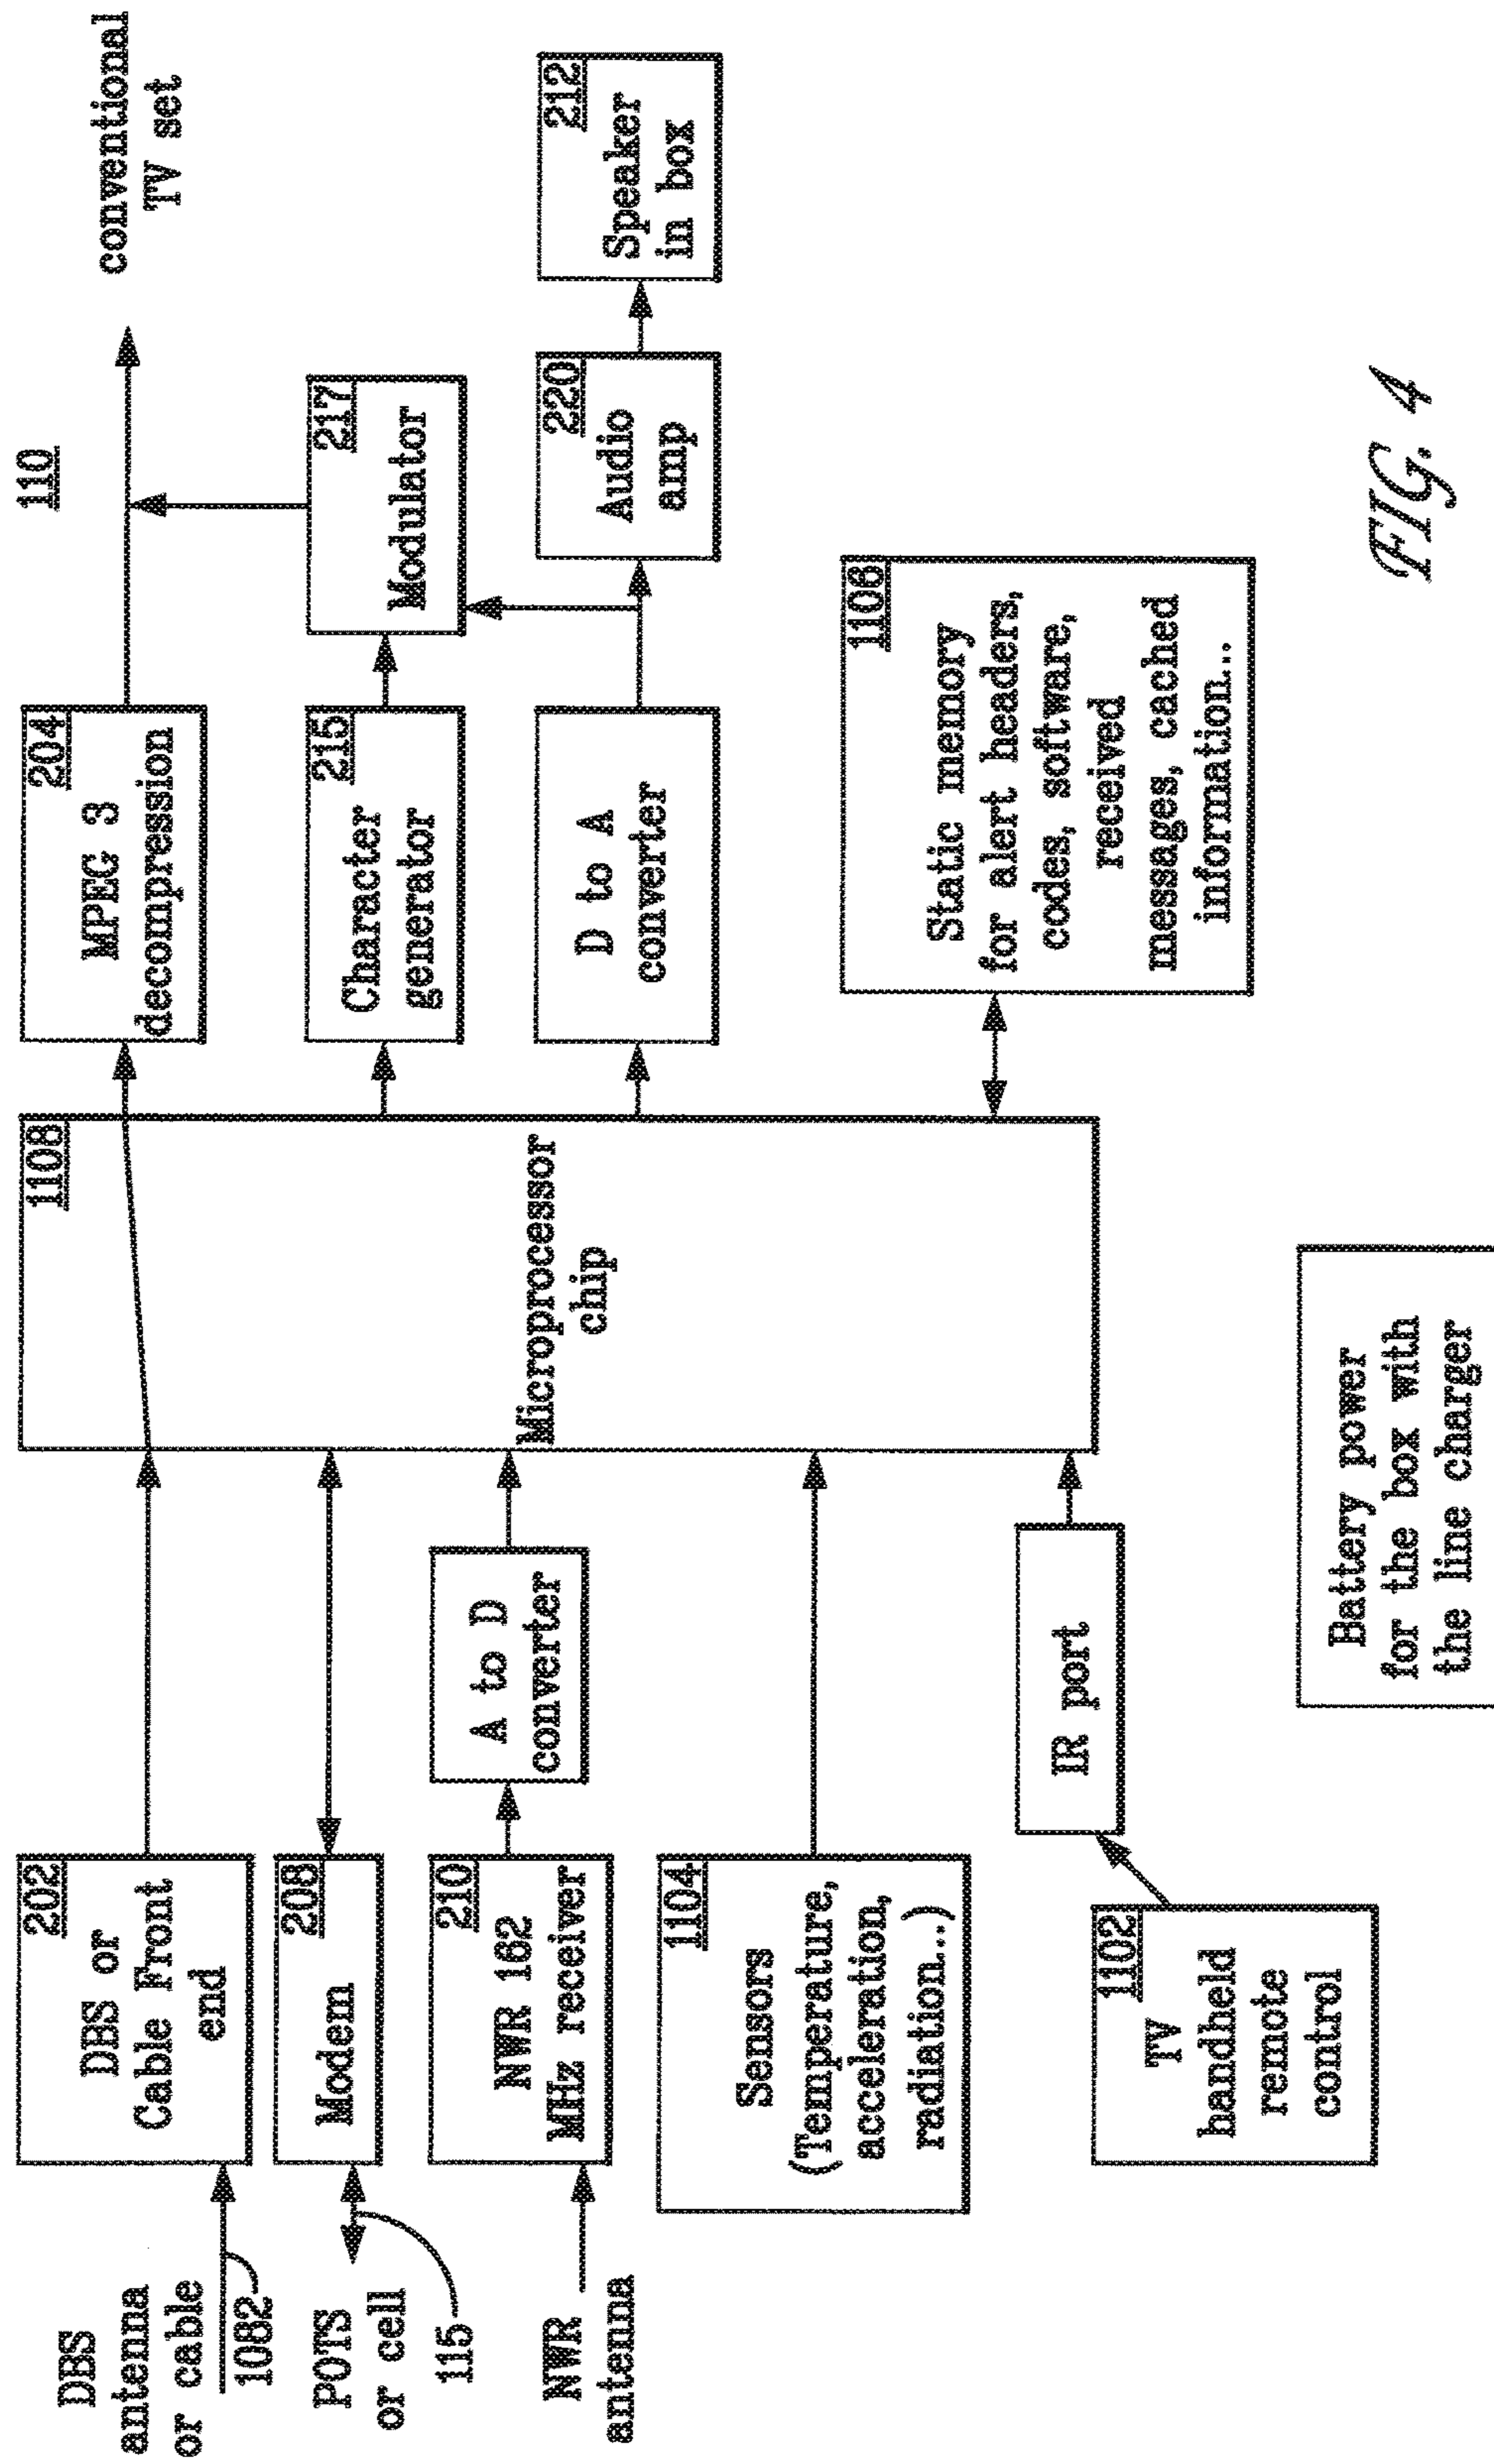 110
DBS
antenna
or cable
1082
202
DBS or
Cable Front
end
POTS
or cell
115
208
Modem
NWR
antenna
210
NWR 162
MHz receiver
A to D
converter
1104
Sensors
(Temperature,
acceleration,
radiation...)
1102
TV
handheld
remote
control
IR port
1108
Microprocessor
chip
204
MPEG 3
decompression
conventional
TV set
215
Character
generator
217
Modulator
D to A
converter
220
Audio
amp
212
Speaker
in box
1106
Static memory
for alert headers,
codes, software,
received
messages, cached
information...
Battery power
for the box with
the line charger
FIG. 4